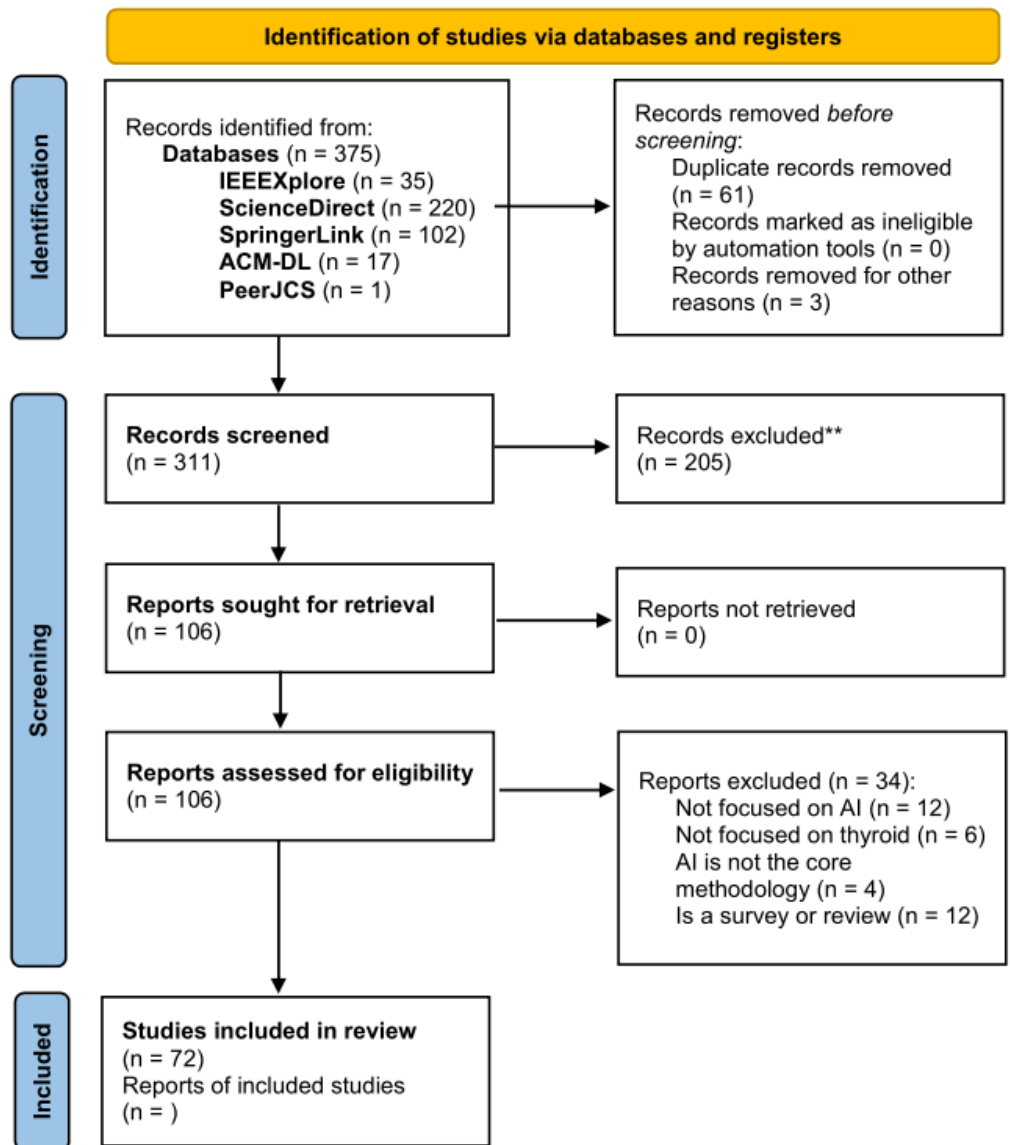 Identification of studies via databases and registers
Identification
Records identified from:
Databases (n = 375)
IEEEXplore (n = 35)
ScienceDirect (n = 220)
SpringerLink (n = 102)
ACM-DL (n = 17)
PeerJCS (n = 1)
Records removed before
screening:
Duplicate records removed
(n = 61)
Records marked as ineligible
by automation tools (n = 0)
Records removed for other
reasons (n = 3)
Screening
Records screened
(n = 311)
Records excluded**
(n = 205)
Reports sought for retrieval
(n = 106)
Reports not retrieved
(n = 0)
Reports assessed for eligibility
(n = 106)
Reports excluded (n = 34):
Not focused on AI (n = 12)
Not focused on thyroid (n = 6)
AI is not the core
methodology (n = 4)
Is a survey or review (n = 12)
Included
Studies included in review
(n = 72)
Reports of included studies
(n = )